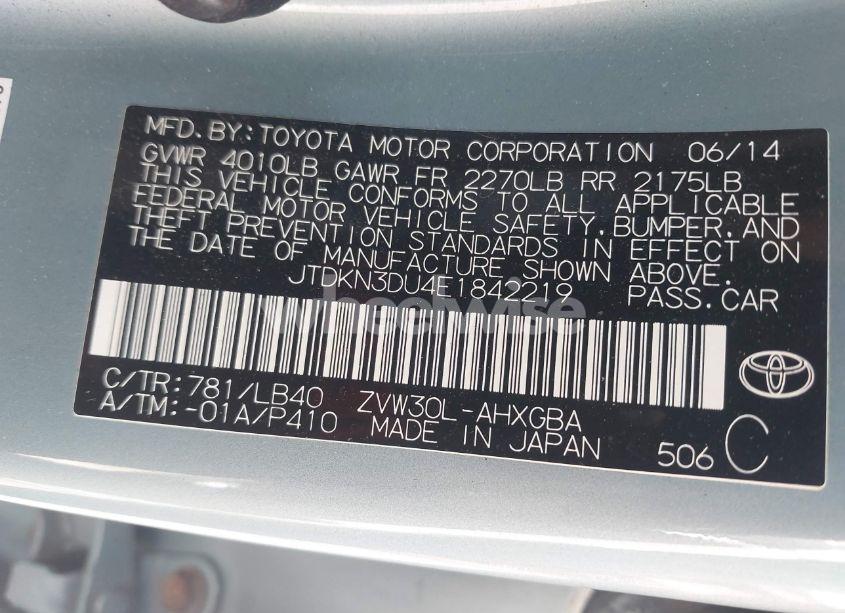 MFD.BY:TOYOTA MOTOR CORPORATION 06/14
GVWR 4010LB GAWR FR 2270LB RR 2175LB
THIS VEHICLE CONFORMS TO ALL APPLICABLE
FEDERAL MOTOR VEHICLE SAFETY.BUMPER.AND
THEFT PREVENTION STANDARDS IN EFFECT ON
THE DATE OF MANUFACTURE SHOWN ABOVE.
JTDKN3DU4E1842219 PASS.CAR
wheelwise
C/TR:781/LB40 ZVW30L-AHXGBA
A/TM:-01A/P410 MADE IN JAPAN
506 C